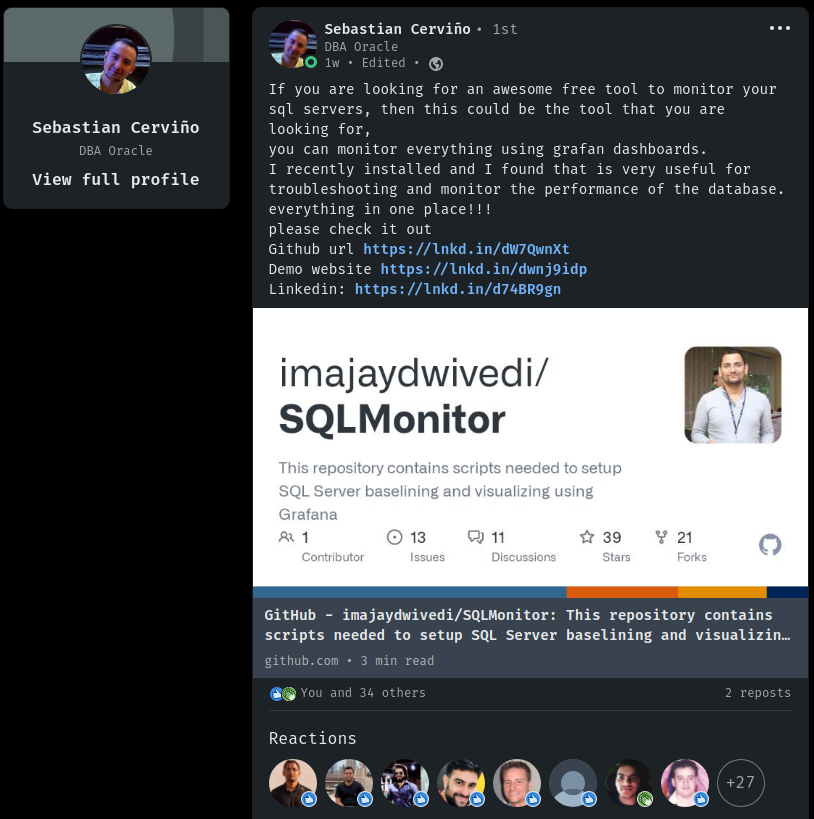 Sebastian Cerviño
DBA Oracle
View full profile
Sebastian Cerviño • 1st
DBA Oracle
1w • Edited •
If you are looking for an awesome free tool to monitor your
sql servers, then this could be the tool that you are
looking for,
you can monitor everything using grafan dashboards.
I recently installed and I found that is very useful for
troubleshooting and monitor the performance of the database.
everything in one place!!!
please check it out
Github url https://lnkd.in/dW7QwnXt
Demo website https://lnkd.in/dwnj9idp
Linkedin: https://lnkd.in/d74BR9gn
imajaydwivedi/
SQLMonitor
This repository contains scripts needed to setup
SQL Server baselining and visualizing using
Grafana
1 13 11 39 21
Contributor Issues Discussions Stars Forks
GitHub - imajaydwivedi/SQLMonitor: This repository contains
scripts needed to setup SQL Server baselining and visualizin…
github.com • 3 min read
You and 34 others 2 reposts
Reactions
+27